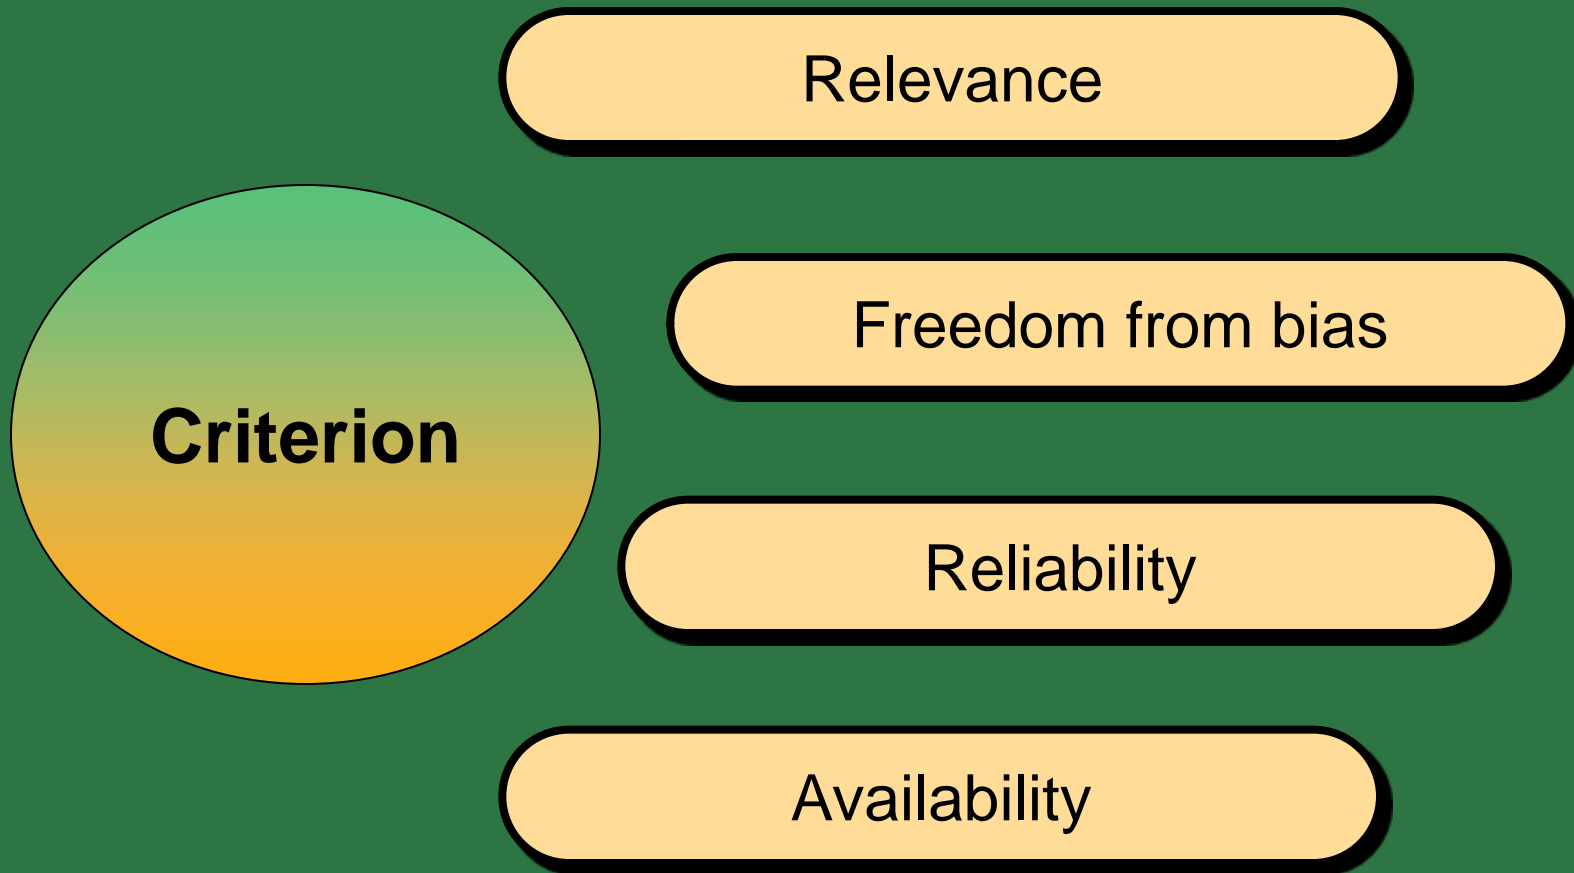 Relevance
Freedom from bias
Criterion
Reliability
Availability